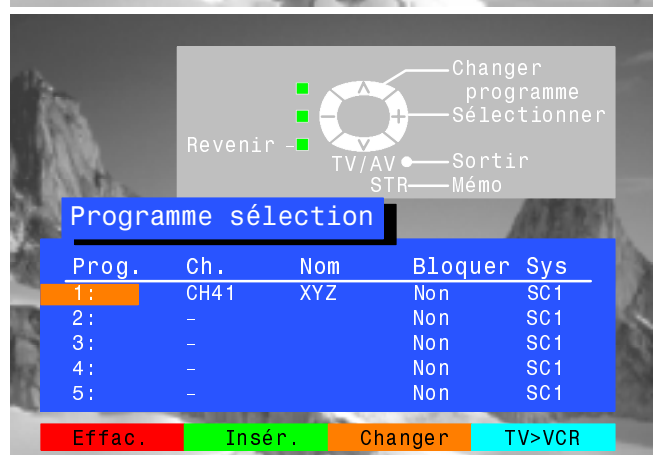 Changer
programme
Sélectionner
Revenir
TV/AV Sortir
STR Mémo
Programme sélection
Prog. Ch. Nom Bloquer Sys
1: CH41 XYZ Non SC1
2: – Non SC1
3: – Non SC1
4: – Non SC1
5: – Non SC1
Effac. Insér. Changer TV>VCR